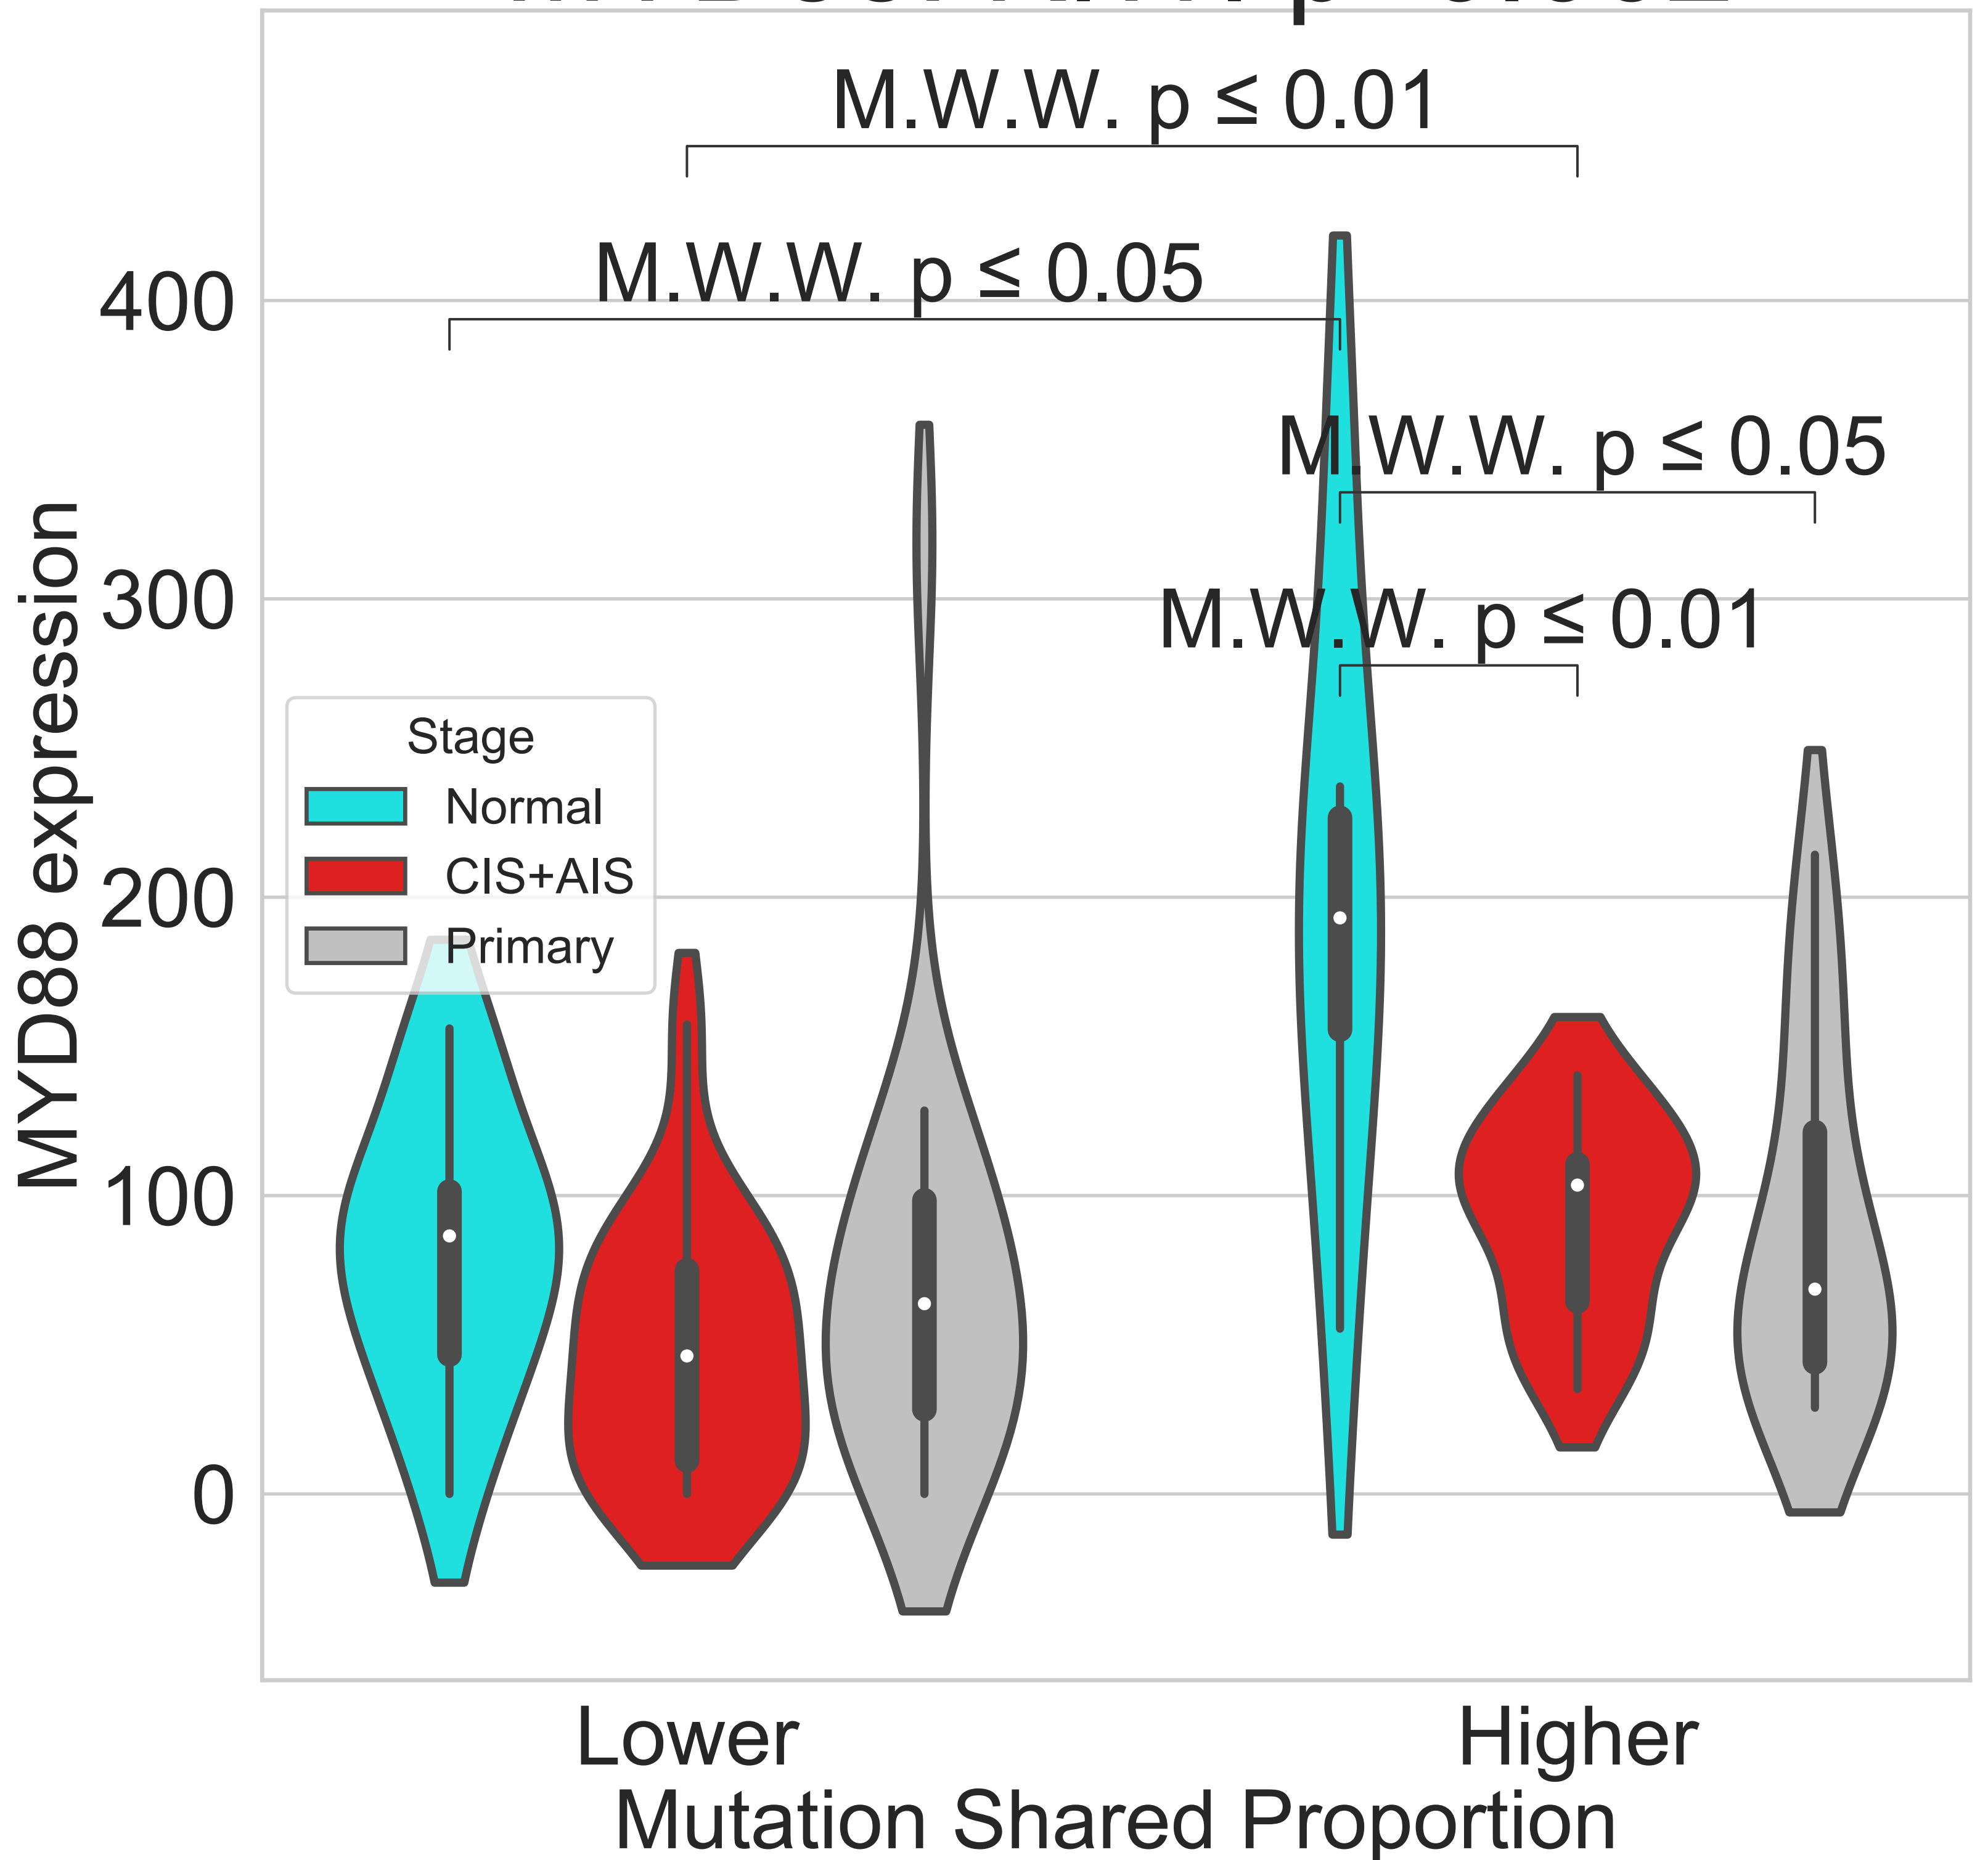 M.W.W. p ≤ 0.01
M.W.W. p ≤ 0.05
M.W.W. p ≤ 0.05
M.W.W. p ≤ 0.01
400
300
200
100
0
MYD88 expression
Stage
Normal
CIS+AIS
Primary
Lower
Higher
Mutation Shared Proportion